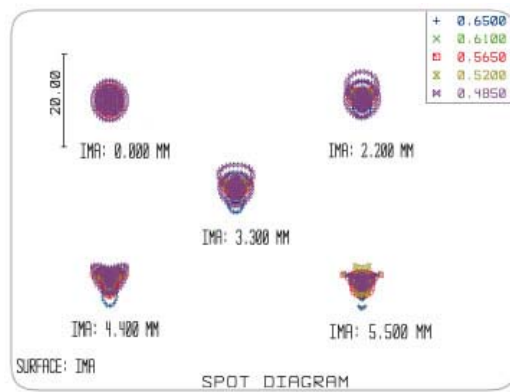 + 0.6500
× 0.6100
0.5650
0.5200
0.4850
20.00
IMA: 0.000 MM
IMA: 2.200 MM
IMA: 3.300 MM
IMA: 4.400 MM
IMA: 5.500 MM
SURFACE: IMA
SPOT DIAGRAM